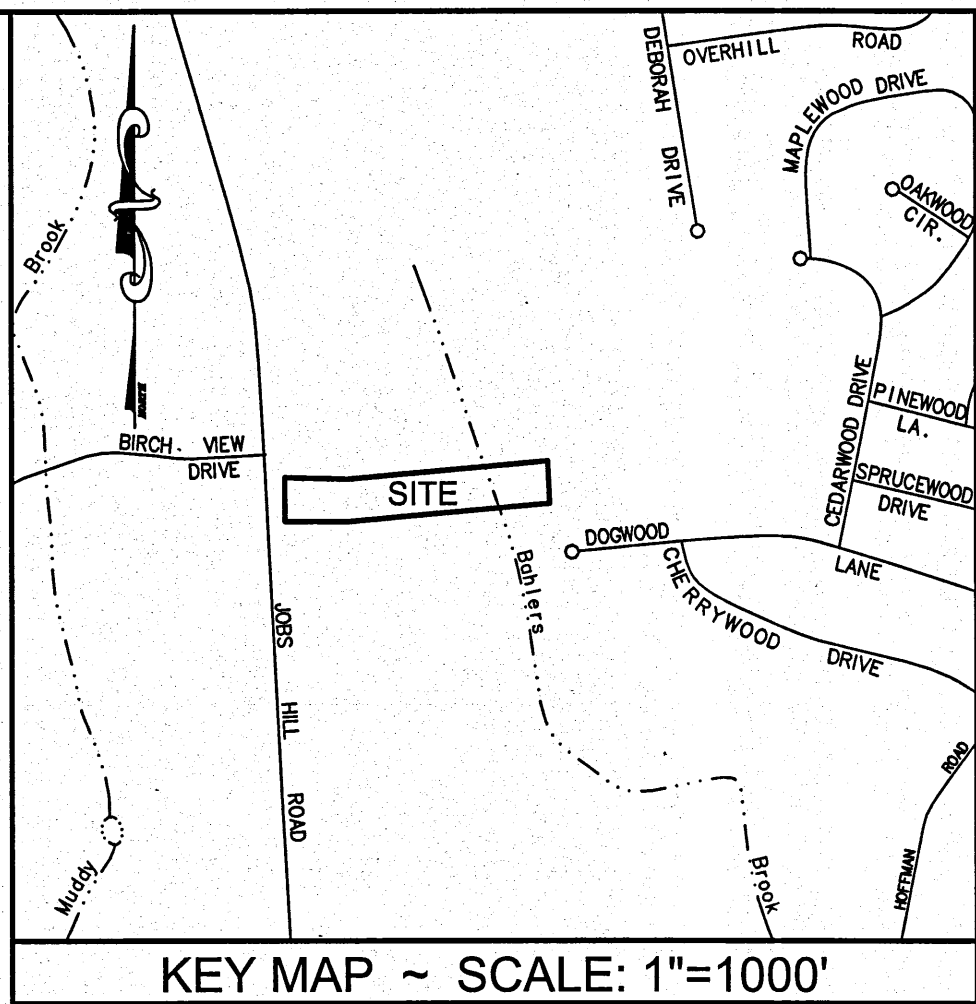 DEBORAH DRIVE
OVERHILL ROAD
MAPLEWOOD DRIVE
OAKWOOD
CIR.
Brook
NORTH
BIRCH VIEW
DRIVE
SITE
CEDARWOOD DRIVE
PINEWOOD
LA.
SPRUCEWOOD
DRIVE
DOGWOOD LANE
CHERRYWOOD DRIVE
Bahlers Brook
JOBS HILL ROAD
HOFFMAN ROAD
Muddy
KEY MAP ~ SCALE: 1"=1000'